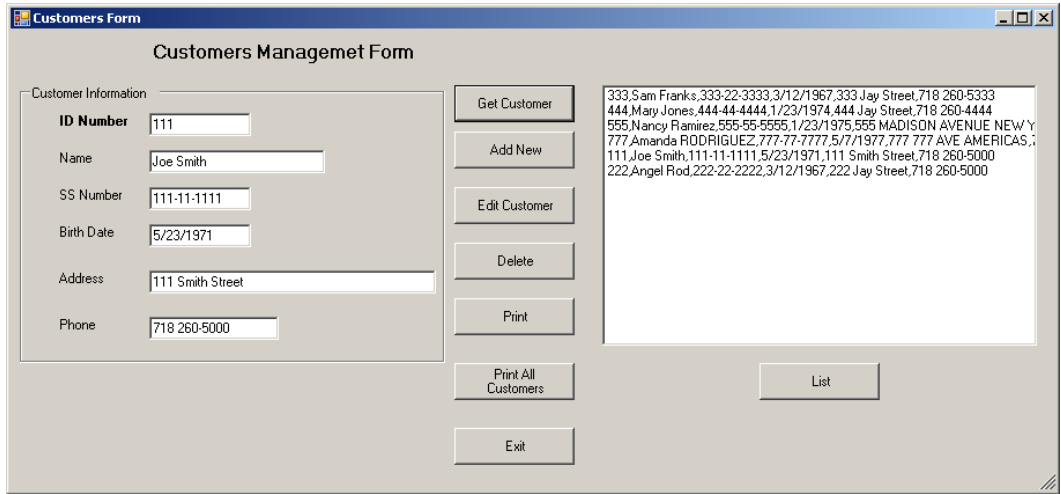 Customers Form
Customers Managemet Form
Customer Information
ID Number 111
Name Joe Smith
SS Number 111-11-1111
Birth Date 5/23/1971
Address 111 Smith Street
Phone 718 260-5000
Get Customer
Add New
Edit Customer
Delete
Print
Print All
Customers
Exit
333,Sam Franks,333-22-3333,3/12/1967,333 Jay Street,718 260-5333
444,Mary Jones,444-44-4444,1/23/1974,444 Jay Street,718 260-4444
555,Nancy Ramirez,555-55-5555,1/23/1975,555 MADISON AVENUE NEW Y
777,Amanda RODRIGUEZ,777-77-7777,5/7/1977,777 777 AVE AMERICAS,
111,Joe Smith,111-11-1111,5/23/1971,111 Smith Street,718 260-5000
222,Angel Rod,222-22-2222,3/12/1967,222 Jay Street,718 260-5000
List